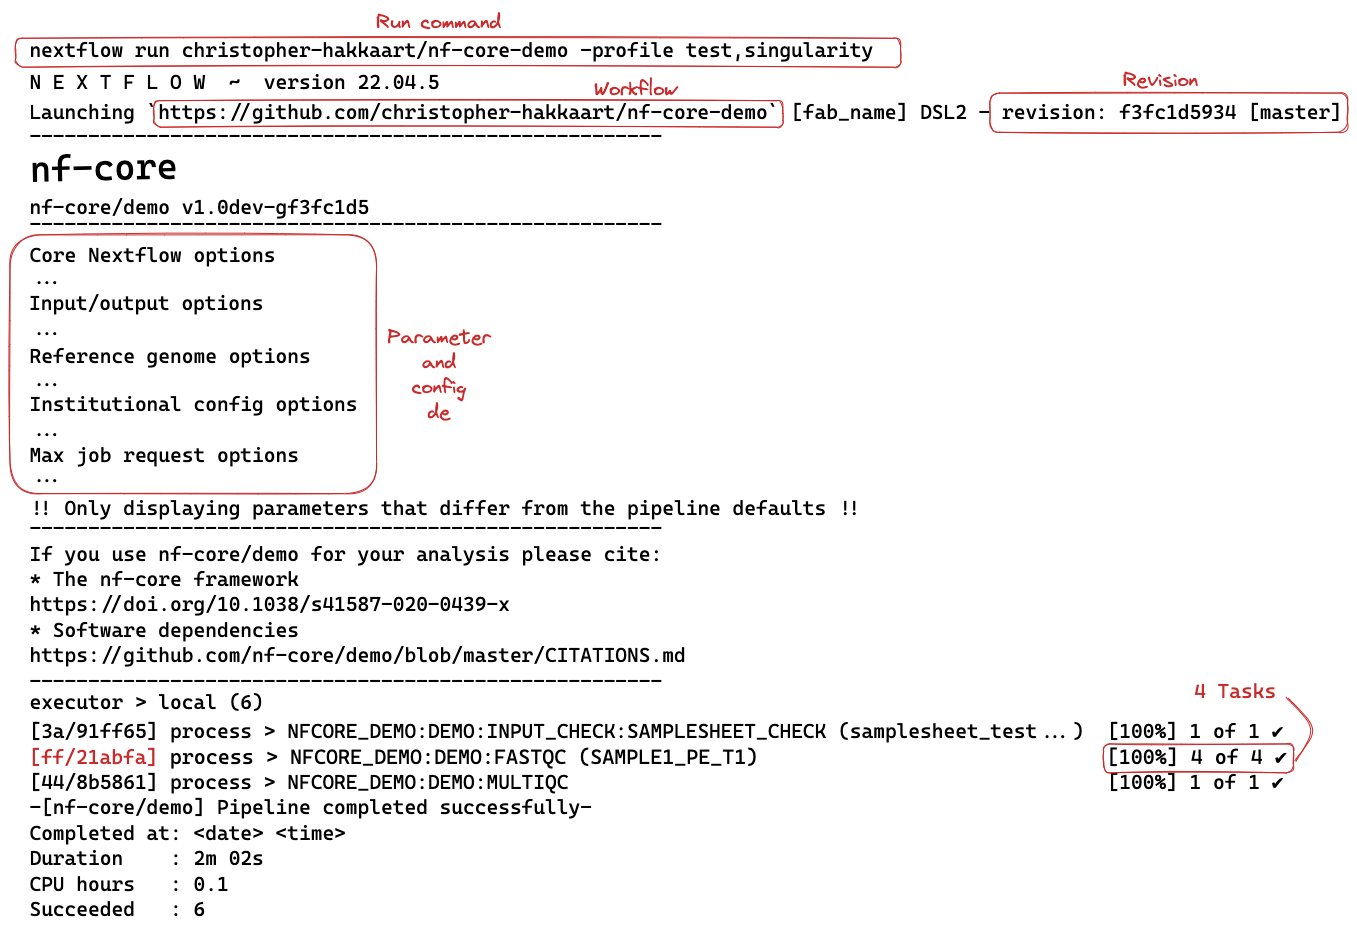 Run command
nextflow run christopher-hakkaart/nf-core-demo -profile test,singularity
N E X T F L O W  ~  version 22.04.5
Workflow
Revision
Launching `https://github.com/christopher-hakkaart/nf-core-demo` [fab_name] DSL2 - revision: f3fc1d5934 [master]
------------------------------------------------------
nf-core
nf-core/demo v1.0dev-gf3fc1d5
------------------------------------------------------
Core Nextflow options
...
Input/output options
...
Reference genome options
...
Institutional config options
...
Max job request options
...
Parameter
and
config
de
!! Only displaying parameters that differ from the pipeline defaults !!
------------------------------------------------------
If you use nf-core/demo for your analysis please cite:
* The nf-core framework
https://doi.org/10.1038/s41587-020-0439-x
* Software dependencies
https://github.com/nf-core/demo/blob/master/CITATIONS.md
------------------------------------------------------
4 Tasks
executor > local (6)
[3a/91ff65] process > NFCORE_DEMO:DEMO:INPUT_CHECK:SAMPLESHEET_CHECK (samplesheet_test...) [100%] 1 of 1 ✔
[ff/21abfa] process > NFCORE_DEMO:DEMO:FASTQC (SAMPLE1_PE_T1) [100%] 4 of 4 ✔
[44/8b5861] process > NFCORE_DEMO:DEMO:MULTIQC [100%] 1 of 1 ✔
-[nf-core/demo] Pipeline completed successfully-
Completed at: <date> <time>
Duration    : 2m 02s
CPU hours   : 0.1
Succeeded   : 6